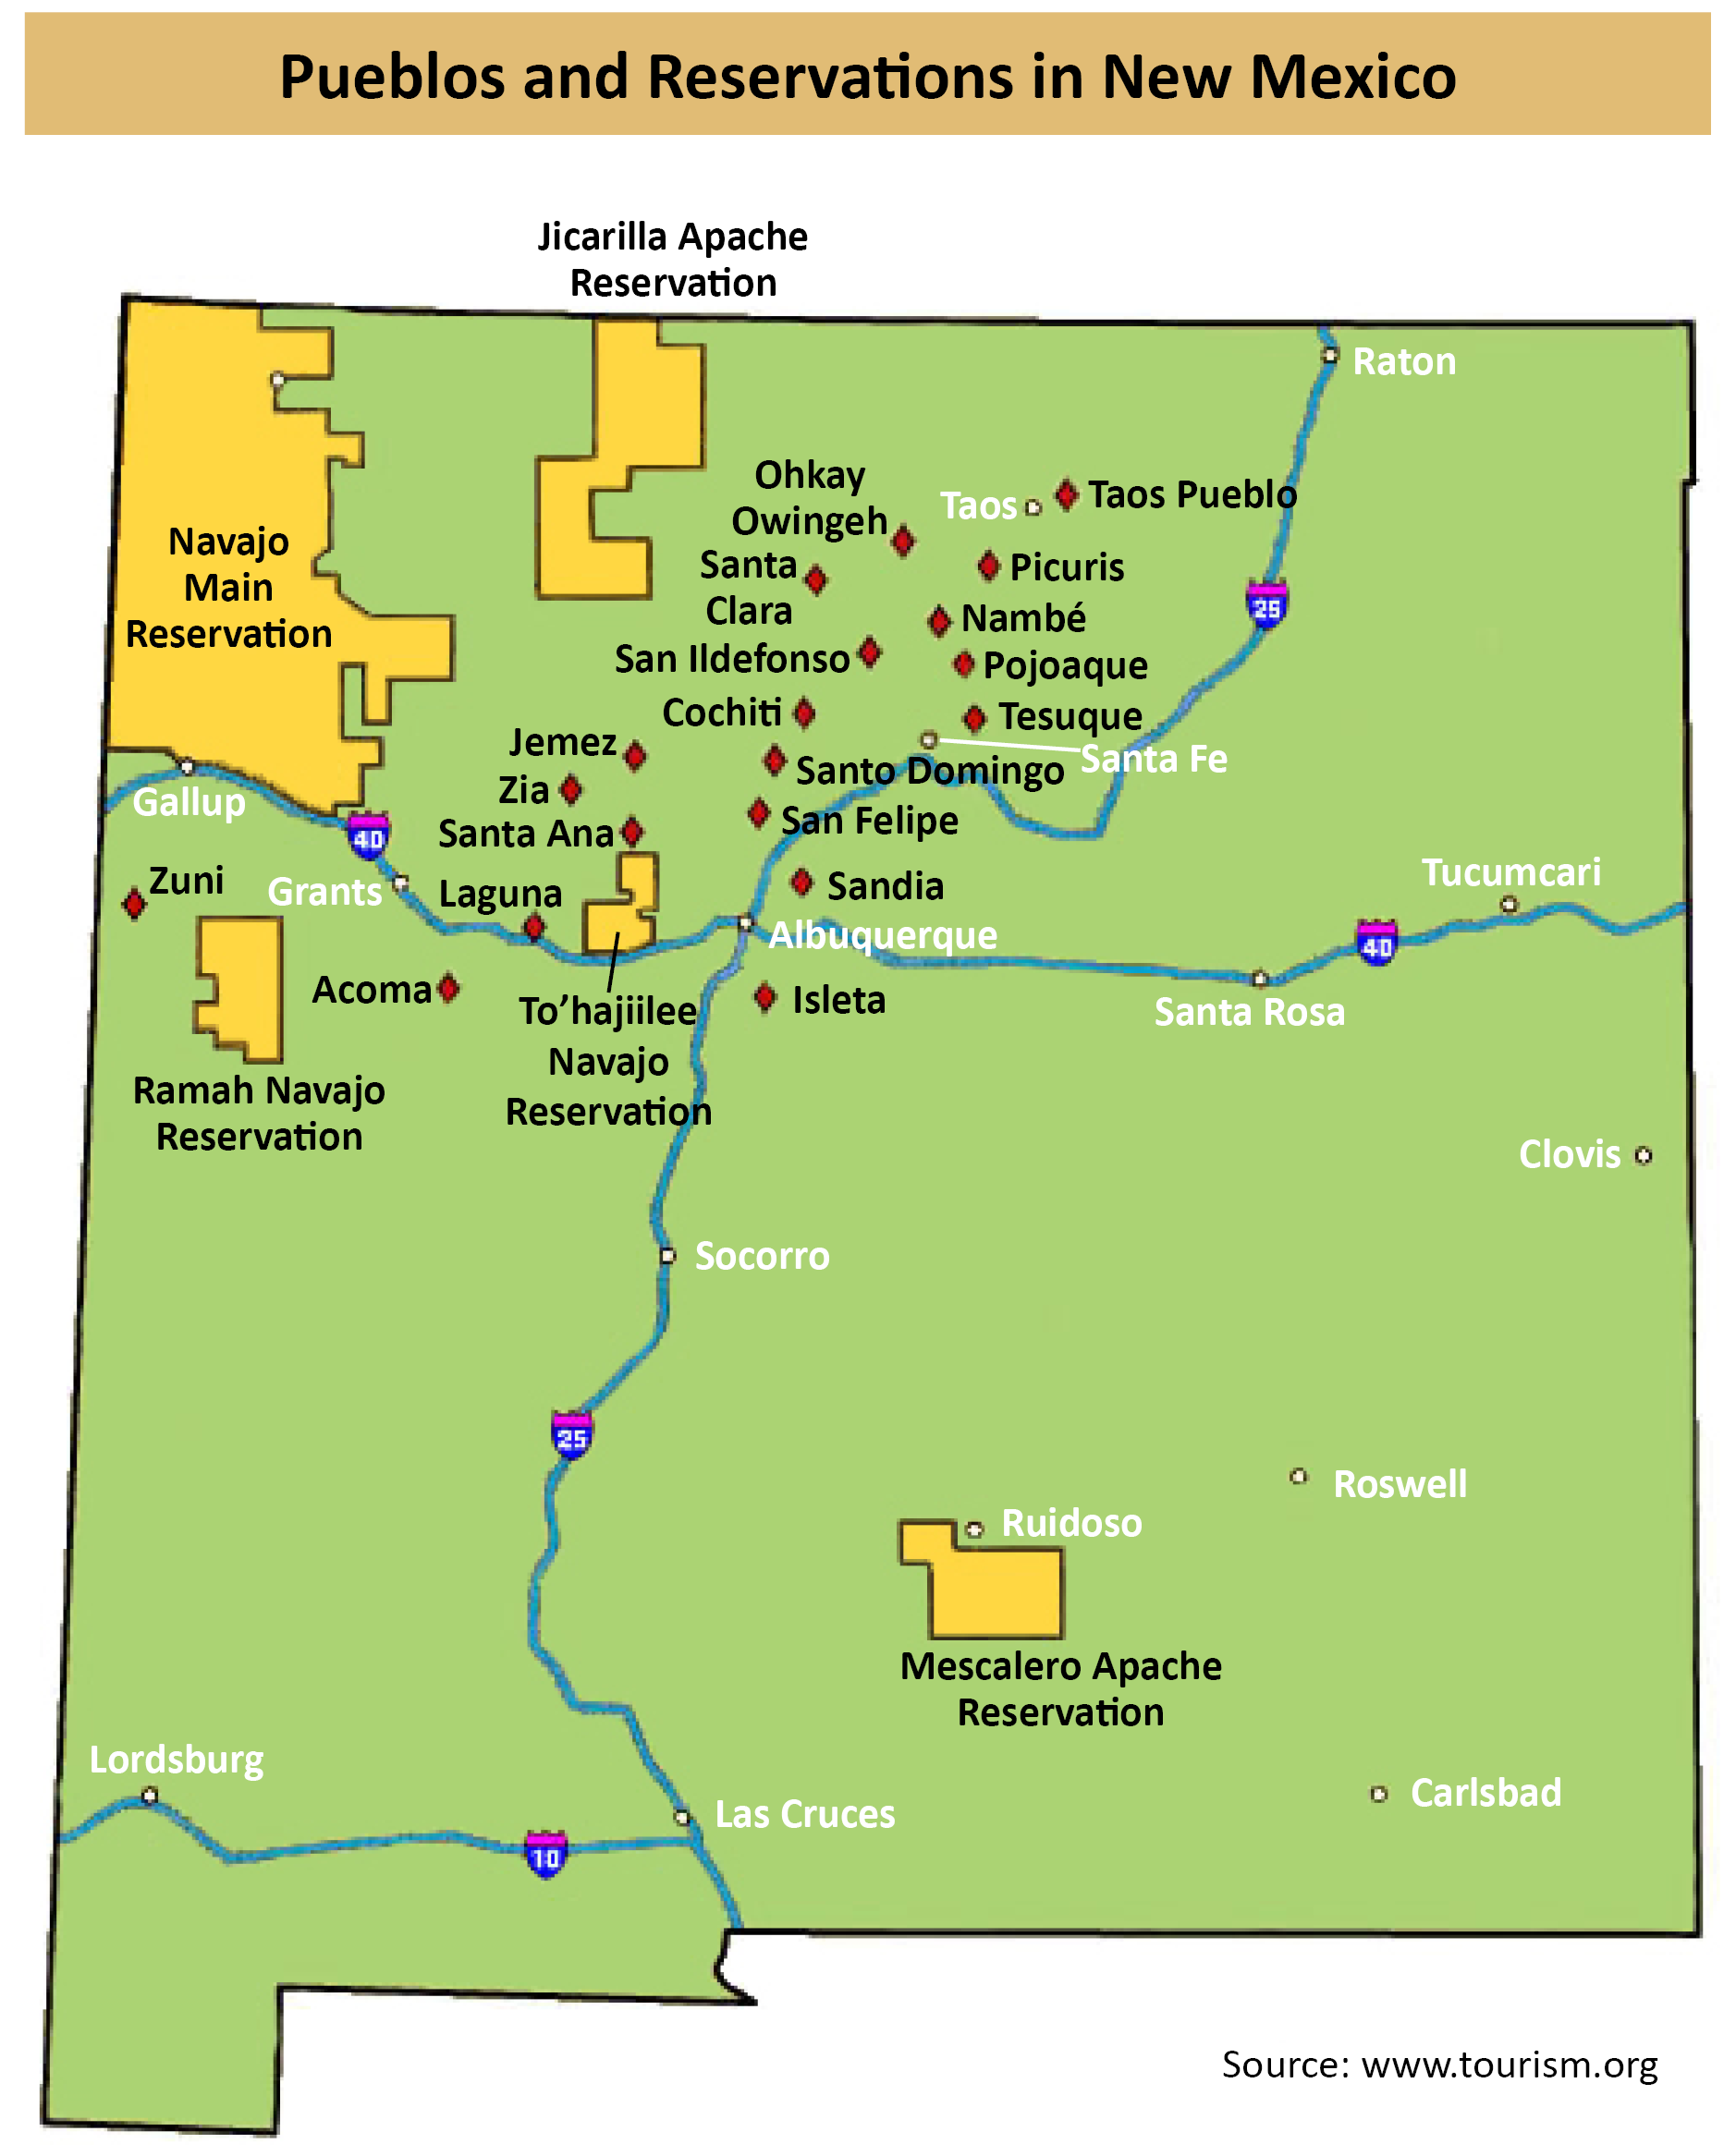 Pueblos and Reservations in New Mexico
Jicarilla Apache
Reservation
Raton
Ohkay
Owingeh
Taos
Taos Pueblo
Navajo
Main
Reservation
Santa
Clara
Picuris
25
Nambé
San Ildefonso
Pojoaque
Cochiti
Tesuque
Jemez
Santo Domingo
Santa Fe
Zia
Gallup
San Felipe
Santa Ana
40
Zuni
Grants
Laguna
Sandia
Tucumcari
Albuquerque
40
Acoma
To’hajiilee
Navajo
Reservation
Isleta
Santa Rosa
Ramah Navajo
Reservation
Clovis
Socorro
25
Roswell
Ruidoso
Mescalero Apache
Reservation
Lordsburg
Las Cruces
Carlsbad
10
Source: www.tourism.org